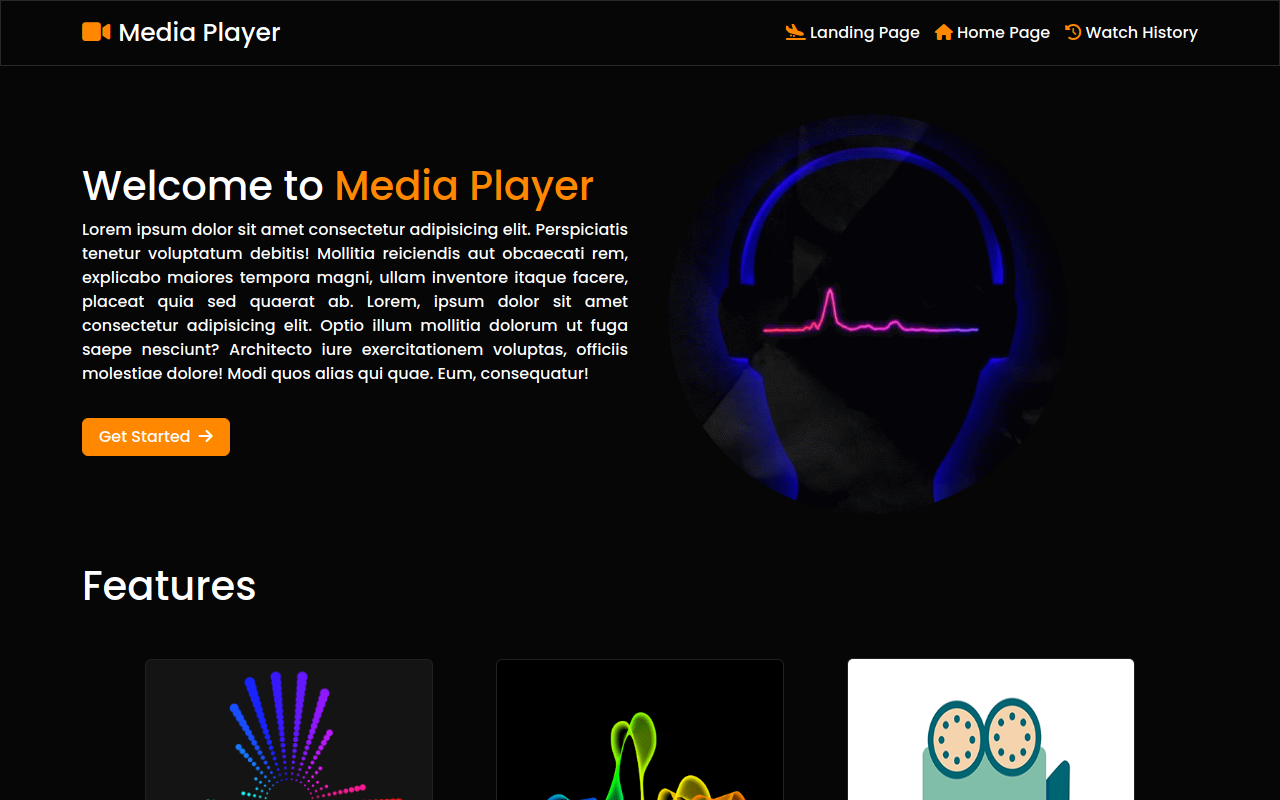 Media Player
Landing Page Home Page Watch History
Welcome to Media Player
Lorem ipsum dolor sit amet consectetur adipisicing elit. Perspiciatis
tenetur voluptatum debitis! Mollitia reiciendis aut obcaecati rem,
explicabo maiores tempora magni, ullam inventore itaque facere,
placeat quia sed quaerat ab. Lorem, ipsum dolor sit amet
consectetur adipisicing elit. Optio illum mollitia dolorum ut fuga
saepe nesciunt? Architecto iure exercitationem voluptas, officiis
molestiae dolore! Modi quos alias qui quae. Eum, consequatur!
Get Started
Features